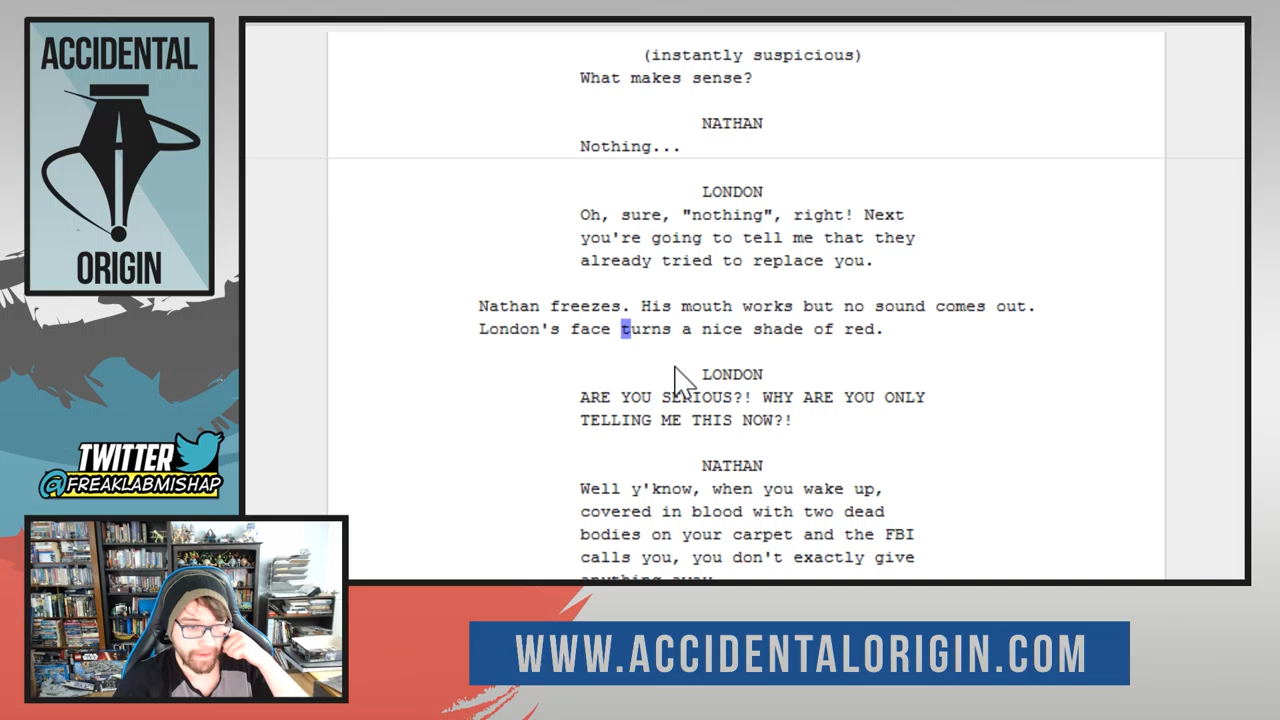 ACCIDENTAL
ORIGIN
(instantly suspicious)
What makes sense?
NATHAN
Nothing...
LONDON
Oh, sure, "nothing", right! Next
you're going to tell me that they
already tried to replace you.
Nathan freezes. His mouth works but no sound comes out.
London's face turns a nice shade of red.
LONDON
ARE YOU SERIOUS?! WHY ARE YOU ONLY
TELLING ME THIS NOW?!
NATHAN
Well y'know, when you wake up,
covered in blood with two dead
bodies on your carpet and the FBI
calls you, you don't exactly give
anything away
TWITTER
@FREAKLABMISHAP
WWW.ACCIDENTALORIGIN.COM